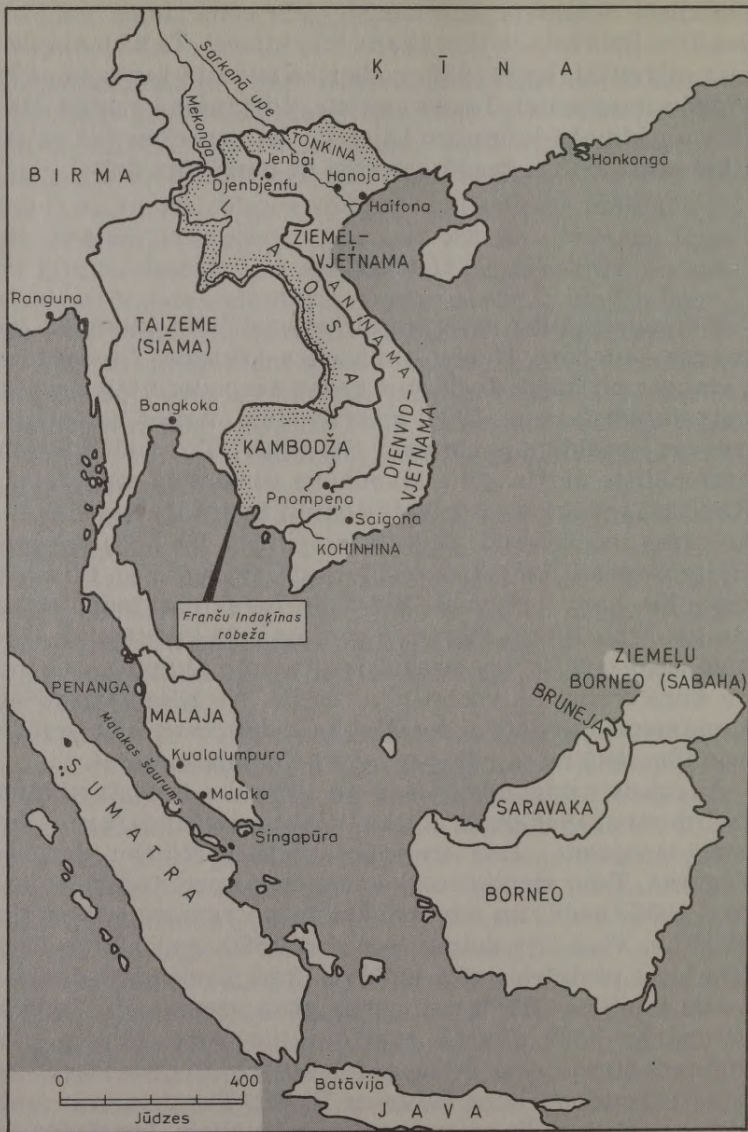 ĶĪNA
Sarkanā upe
Mekonga
TONKINA
Honkonga
BIRMA
Jenbai
Djenbjenfu
Hanoja
Haifona
LAOSA
ZIEMEĻ-
VJETNAMA
ANNAMA
Ranguna
TAIZEME
(SIĀMA)
Bangkoka
DIENVID-
VJETNAMA
KAMBODŽA
Pnompeņa
Saigona
KOHINHINA
Franču Indoķīnas
robeža
ZIEMEĻU
BORNEO (SABAHA)
BRUNEJA
PENANGA
MALAJA
Malakas šaurums
Kualalumpura
Malaka
SARAVAKA
SUMATRA
Singapūra
BORNEO
0 400
Jūdzes
Batāvija
JAVA